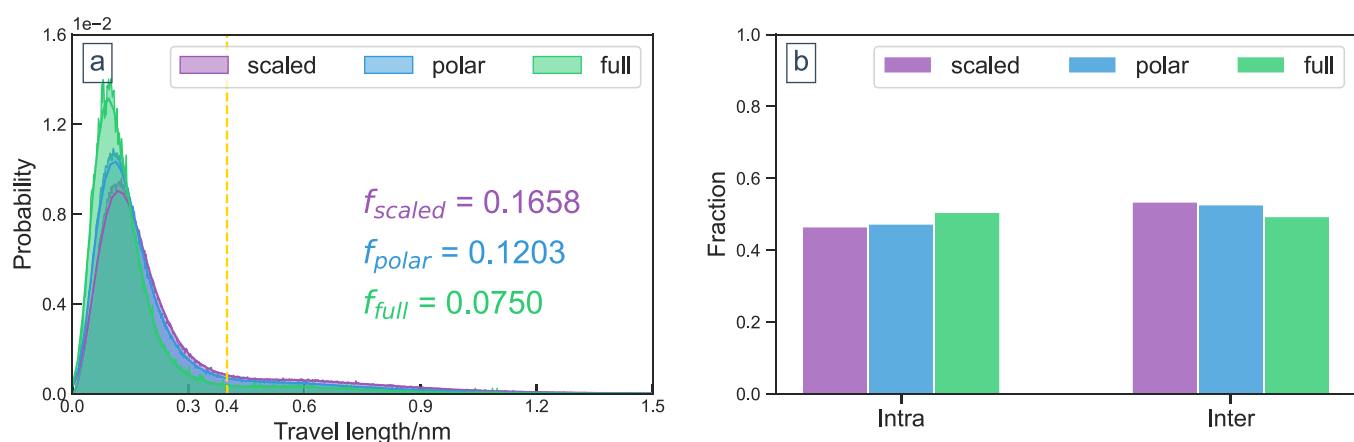 1e−2
a
scaled polar full
1.6
1.2
0.8
0.4
0.0
Probability
f_scaled = 0.1658
f_polar = 0.1203
f_full = 0.0750
0.0 0.3 0.4 0.6 0.9 1.2 1.5
Travel length/nm
b
scaled polar full
1.0
0.8
0.6
0.4
0.2
0.0
Fraction
Intra Inter